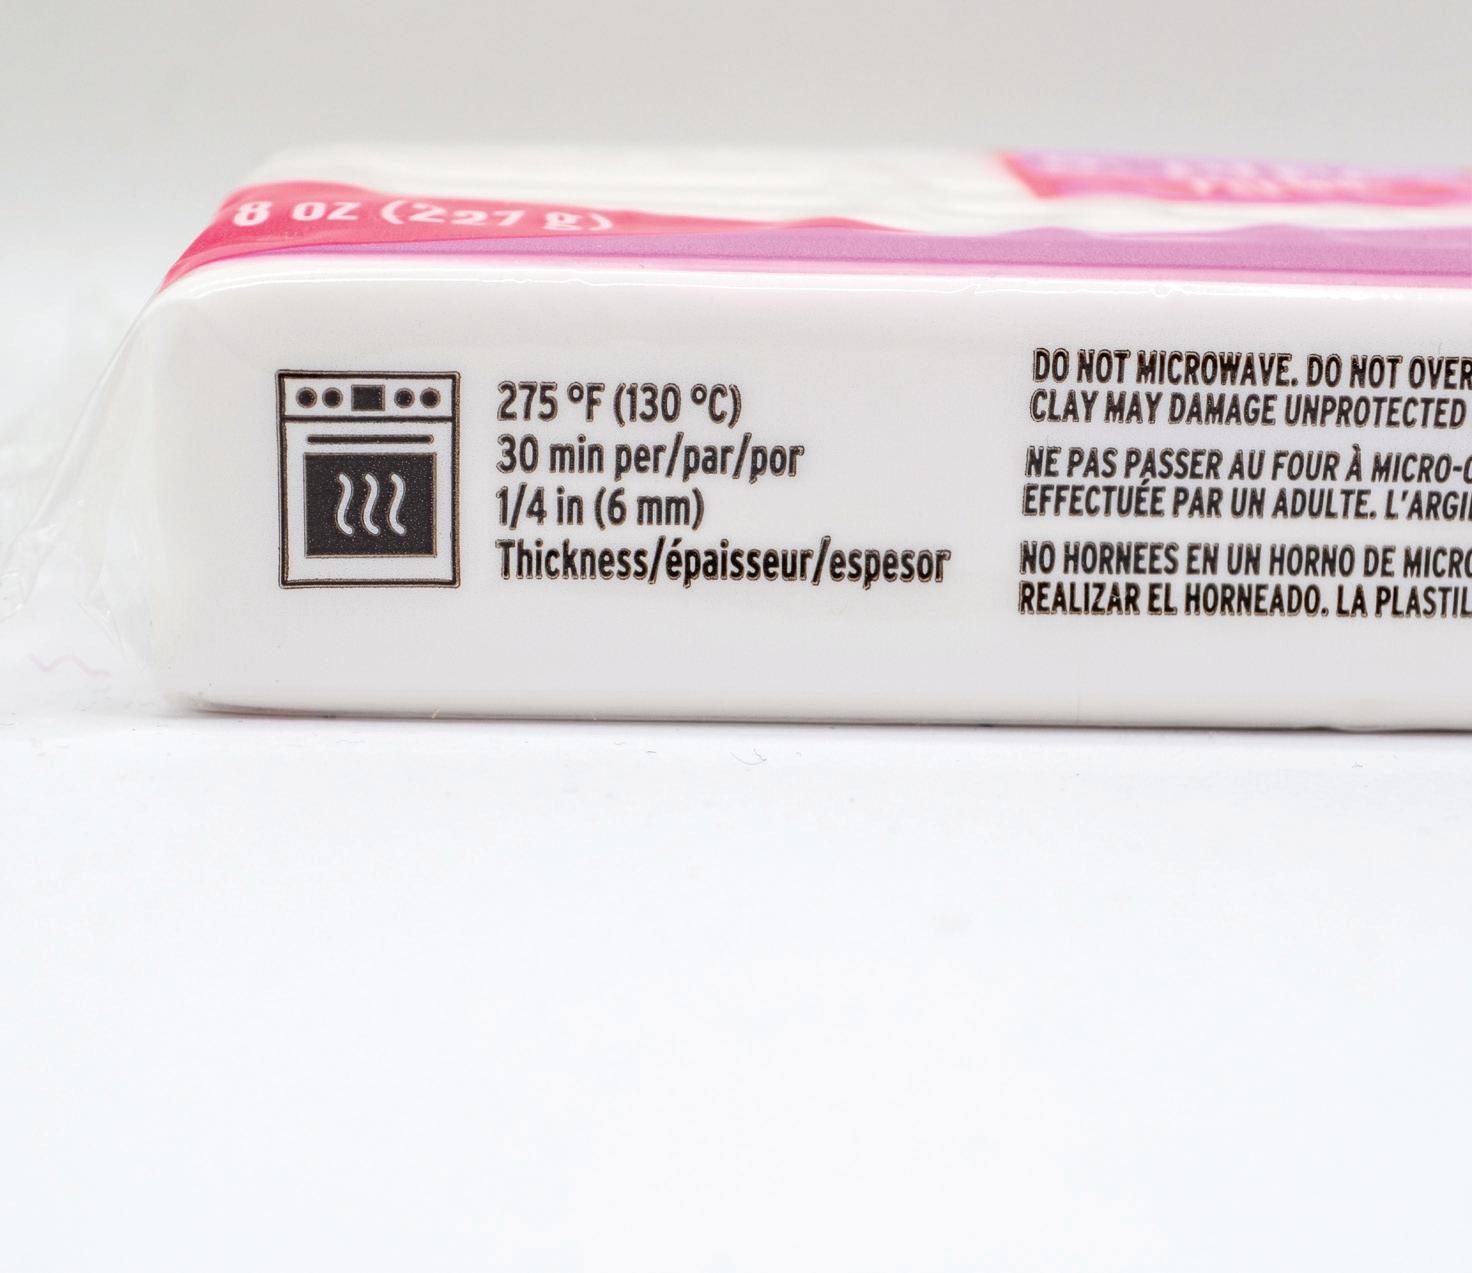 8 oz (227 g)
275 °F (130 °C)
30 min per/par/por
1/4 in (6 mm)
Thickness/épaisseur/espesor
DO NOT MICROWAVE. DO NOT OVER
CLAY MAY DAMAGE UNPROTECTED
NE PAS PASSER AU FOUR À MICRO-
EFFECTUÉE PAR UN ADULTE. L'ARGI
NO HORNEES EN UN HORNO DE MICRO
REALIZAR EL HORNEADO. LA PLASTIL